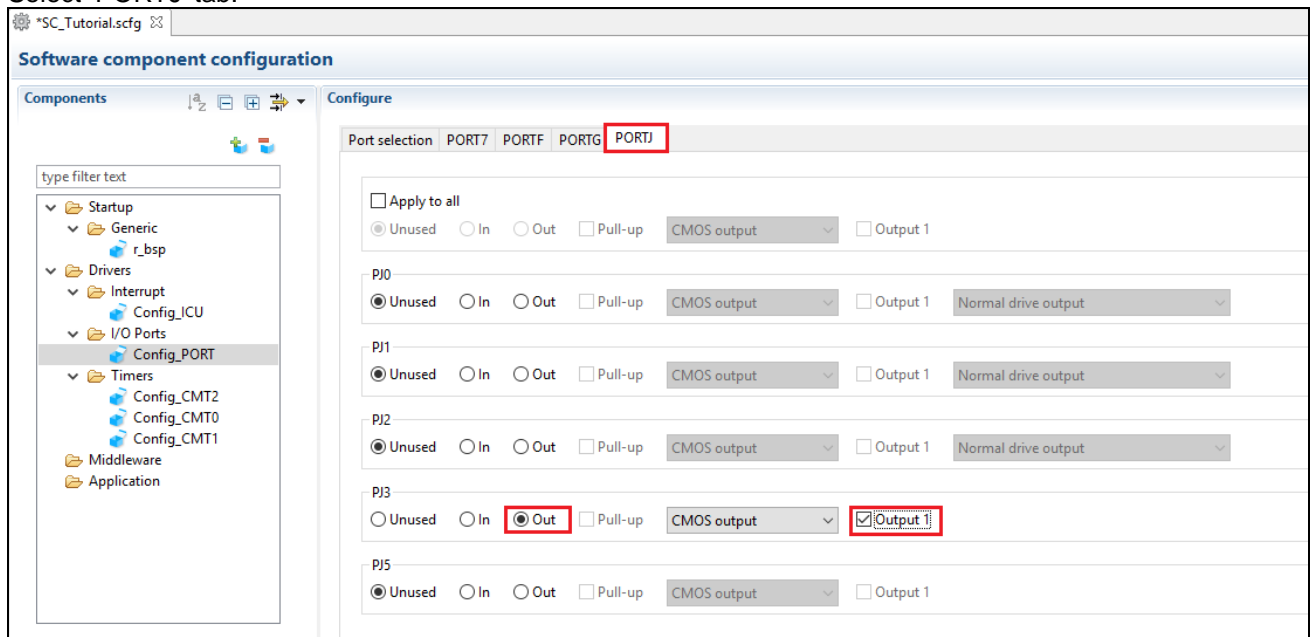 *SC_Tutorial.scfg
Software component configuration
Components
Configure
Port selection PORT7 PORTF PORTG PORTJ
type filter text
Startup
Generic
r_bsp
Drivers
Interrupt
Config_ICU
I/O Ports
Config_PORT
Timers
Config_CMT2
Config_CMT0
Config_CMT1
Middleware
Application
Apply to all
Unused In Out Pull-up CMOS output Output 1
PJ0
Unused In Out Pull-up CMOS output Output 1 Normal drive output
PJ1
Unused In Out Pull-up CMOS output Output 1 Normal drive output
PJ2
Unused In Out Pull-up CMOS output Output 1 Normal drive output
PJ3
Unused In Out Pull-up CMOS output Output 1
PJ5
Unused In Out Pull-up CMOS output Output 1